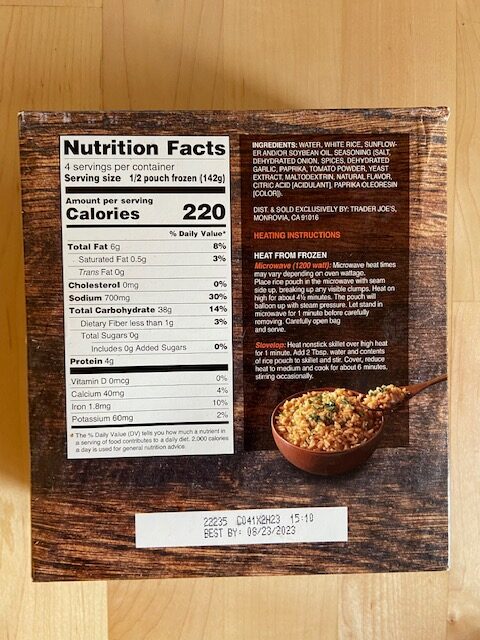 Nutrition Facts
4 servings per container
Serving size 1/2 pouch frozen (142g)
Amount per serving
Calories 220
% Daily Value*
Total Fat 6g 8%
Saturated Fat 0.5g 3%
Trans Fat 0g
Cholesterol 0mg 0%
Sodium 700mg 30%
Total Carbohydrate 38g 14%
Dietary Fiber less than 1g 3%
Total Sugars 0g
Includes 0g Added Sugars 0%
Protein 4g
Vitamin D 0mcg 0%
Calcium 40mg 4%
Iron 1.8mg 10%
Potassium 60mg 2%
* The % Daily Value (DV) tells you how much a nutrient in
a serving of food contributes to a daily diet. 2,000 calories
a day is used for general nutrition advice.
INGREDIENTS: WATER, WHITE RICE, SUNFLOW-
ER AND/OR SOYBEAN OIL, SEASONING (SALT,
DEHYDRATED ONION, SPICES, DEHYDRATED
GARLIC, PAPRIKA, TOMATO POWDER, YEAST
EXTRACT, MALTODEXTRIN, NATURAL FLAVOR,
CITRIC ACID [ACIDULANT], PAPRIKA OLEORESIN
[COLOR]).
DIST. & SOLD EXCLUSIVELY BY: TRADER JOE'S,
MONROVIA, CA 91016
HEATING INSTRUCTIONS
HEAT FROM FROZEN
Microwave (1200 watt): Microwave heat times
may vary depending on oven wattage.
Place rice pouch in the microwave with seam
side up, breaking up any visible clumps. Heat on
high for about 4½ minutes. The pouch will
balloon up with steam pressure. Let stand in
microwave for 1 minute before carefully
removing. Carefully open bag
and serve.
Stovetop: Heat nonstick skillet over high heat
for 1 minute. Add 2 Tbsp. water and contents
of rice pouch to skillet and stir. Cover, reduce
heat to medium and cook for about 6 minutes,
stirring occasionally.
22235 C041X2H23 15:10
BEST BY: 08/23/2023